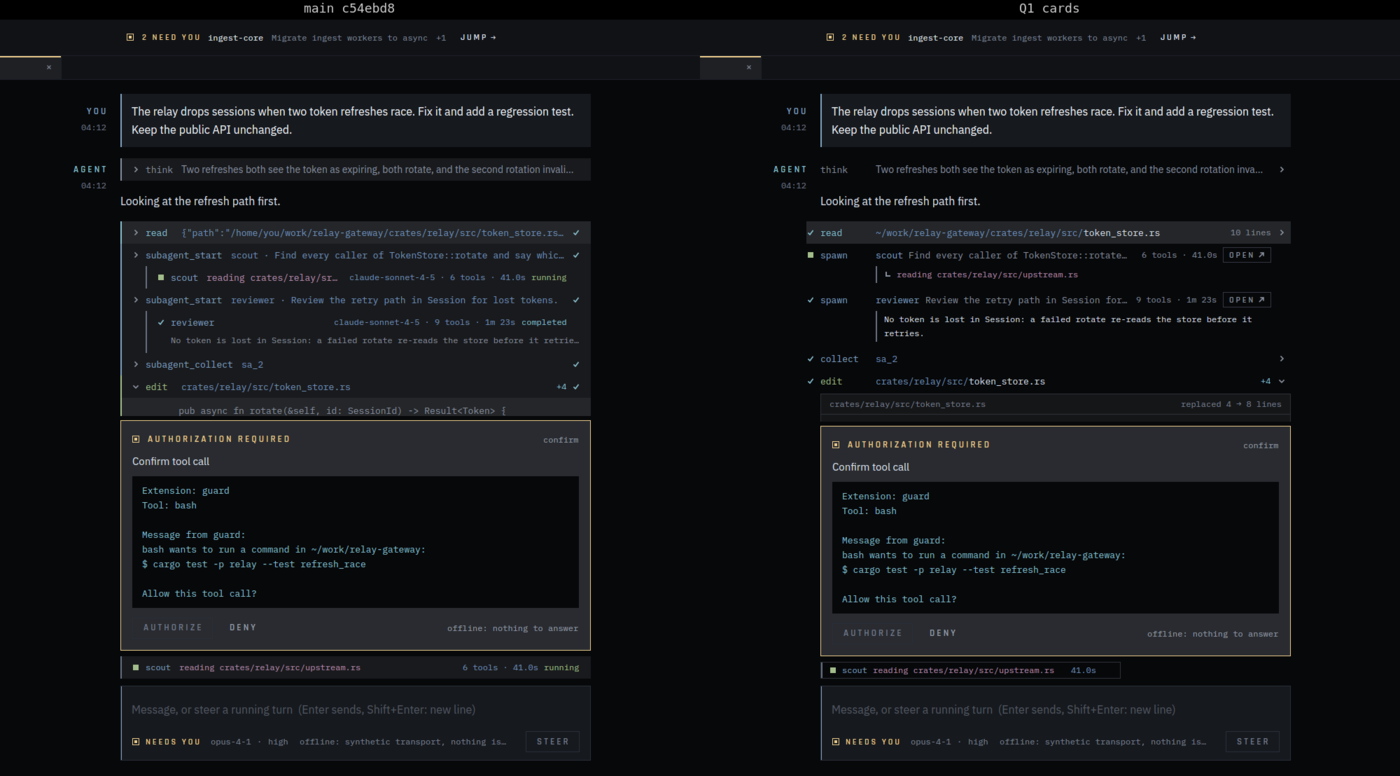 main c54ebd8
2 NEED YOU ingest-core Migrate ingest workers to async +1 JUMP →
×
YOU
04:12
The relay drops sessions when two token refreshes race. Fix it and add a regression test.
Keep the public API unchanged.
AGENT
04:12
think Two refreshes both see the token as expiring, both rotate, and the second rotation invali…
Looking at the refresh path first.
read {"path":"/home/you/work/relay-gateway/crates/relay/src/token_store.rs…
subagent_start scout · Find every caller of TokenStore::rotate and say whic…
scout reading crates/relay/sr… claude-sonnet-4-5 · 6 tools · 41.0s running
subagent_start reviewer · Review the retry path in Session for lost tokens.
reviewer claude-sonnet-4-5 · 9 tools · 1m 23s completed
No token is lost in Session: a failed rotate re-reads the store before it retrie…
subagent_collect sa_2
edit crates/relay/src/token_store.rs +4
pub async fn rotate(&self, id: SessionId) -> Result<Token> {
AUTHORIZATION REQUIRED confirm
Confirm tool call
Extension: guard
Tool: bash
Message from guard:
bash wants to run a command in ~/work/relay-gateway:
$ cargo test -p relay --test refresh_race
Allow this tool call?
AUTHORIZE DENY offline: nothing to answer
scout reading crates/relay/src/upstream.rs 6 tools · 41.0s running
Message, or steer a running turn (Enter sends, Shift+Enter: new line)
NEEDS YOU opus-4-1 · high offline: synthetic transport, nothing is… STEER
Q1 cards
2 NEED YOU ingest-core Migrate ingest workers to async +1 JUMP →
×
YOU
04:12
The relay drops sessions when two token refreshes race. Fix it and add a regression test.
Keep the public API unchanged.
AGENT
04:12
think Two refreshes both see the token as expiring, both rotate, and the second rotation inva…
Looking at the refresh path first.
read ~/work/relay-gateway/crates/relay/src/token_store.rs 10 lines
spawn scout Find every caller of TokenStore::rotate… 6 tools · 41.0s OPEN ↗
reading crates/relay/src/upstream.rs
spawn reviewer Review the retry path in Session for… 9 tools · 1m 23s OPEN ↗
No token is lost in Session: a failed rotate re-reads the store before it
retries.
collect sa_2
edit crates/relay/src/token_store.rs +4
crates/relay/src/token_store.rs replaced 4 → 8 lines
AUTHORIZATION REQUIRED confirm
Confirm tool call
Extension: guard
Tool: bash
Message from guard:
bash wants to run a command in ~/work/relay-gateway:
$ cargo test -p relay --test refresh_race
Allow this tool call?
AUTHORIZE DENY offline: nothing to answer
scout reading crates/relay/src/upstream.rs 41.0s
Message, or steer a running turn (Enter sends, Shift+Enter: new line)
NEEDS YOU opus-4-1 · high offline: synthetic transport, nothing is… STEER